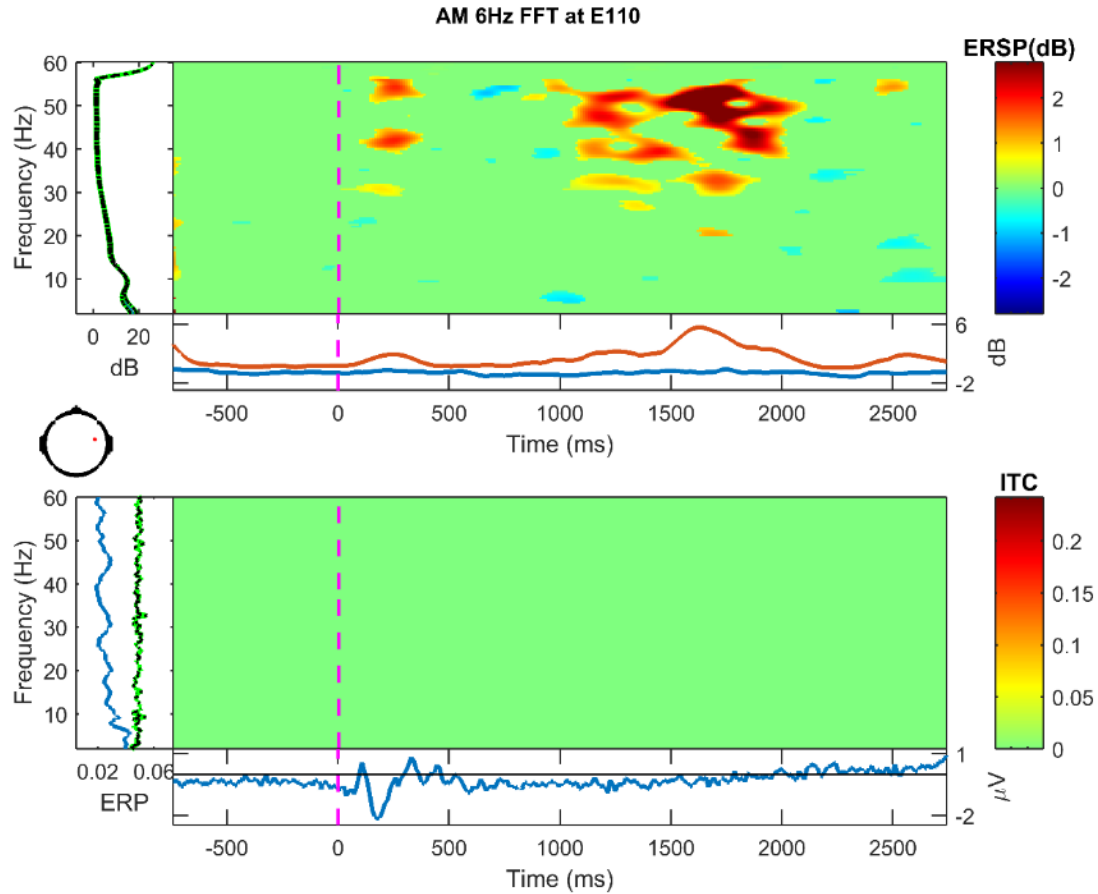 AM 6Hz FFT at E110
ERSP(dB)
60
50
40
30
20
10
Frequency (Hz)
2
1
0
-1
-2
0 20
dB
6
-2
dB
-500 0 500 1000 1500 2000 2500
Time (ms)
ITC
60
50
40
30
20
10
Frequency (Hz)
0.2
0.15
0.1
0.05
0
0.02 0.06
ERP
1
-2
μV
-500 0 500 1000 1500 2000 2500
Time (ms)